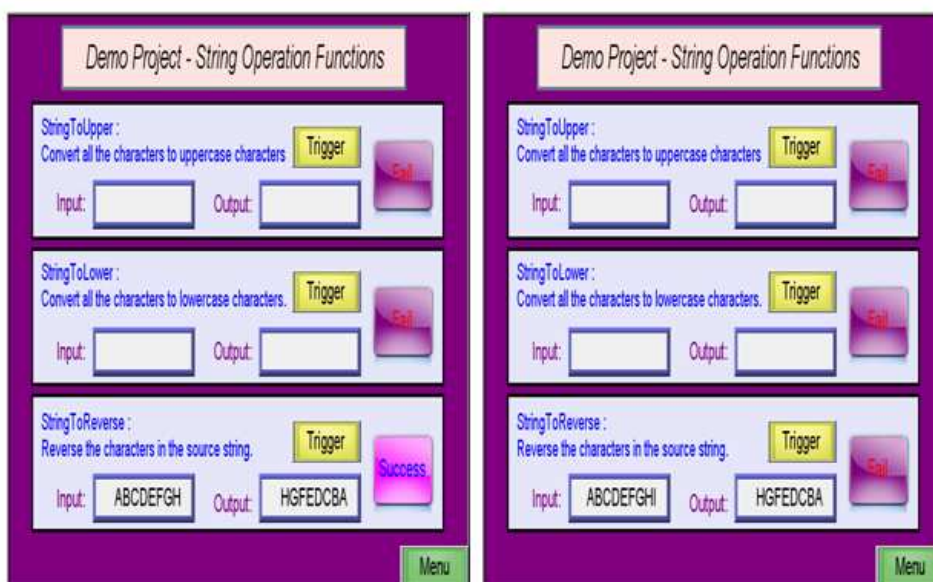 Demo Project - String Operation Functions
StringToUpper :
Convert all the characters to uppercase characters
Trigger
Fail
Input:
Output:
StringToLower :
Convert all the characters to lowercase characters.
Trigger
Fail
Input:
Output:
StringToReverse :
Reverse the characters in the source string.
Trigger
Success
Input: ABCDEFGH
Output: HGFEDCBA
Menu
Demo Project - String Operation Functions
StringToUpper :
Convert all the characters to uppercase characters
Trigger
Fail
Input:
Output:
StringToLower :
Convert all the characters to lowercase characters.
Trigger
Fail
Input:
Output:
StringToReverse :
Reverse the characters in the source string.
Trigger
Fail
Input: ABCDEFGHI
Output: HGFEDCBA
Menu